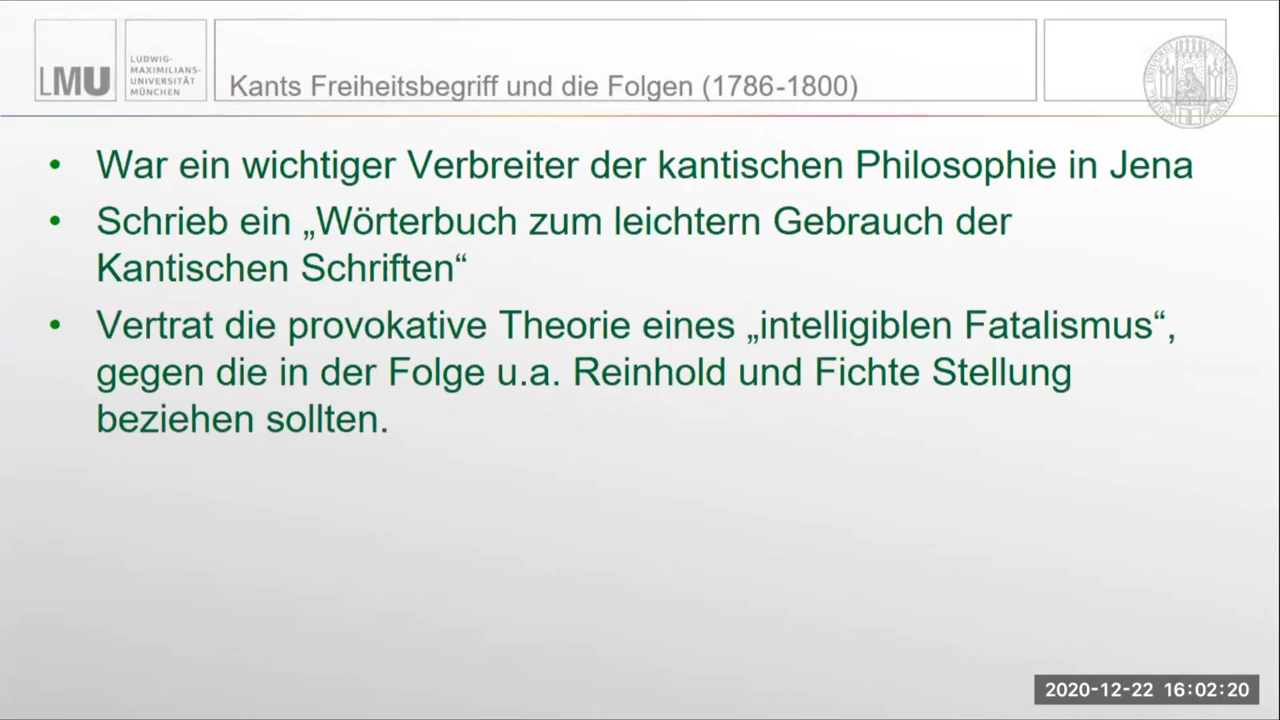 LMU
LUDWIG-
MAXIMILIANS-
UNIVERSITÄT
MÜNCHEN
Kants Freiheitsbegriff und die Folgen (1786-1800)
• War ein wichtiger Verbreiter der kantischen Philosophie in Jena
• Schrieb ein „Wörterbuch zum leichtern Gebrauch der
Kantischen Schriften“
• Vertrat die provokative Theorie eines „intelligiblen Fatalismus“,
gegen die in der Folge u.a. Reinhold und Fichte Stellung
beziehen sollten.
2020-12-22 16:02:20